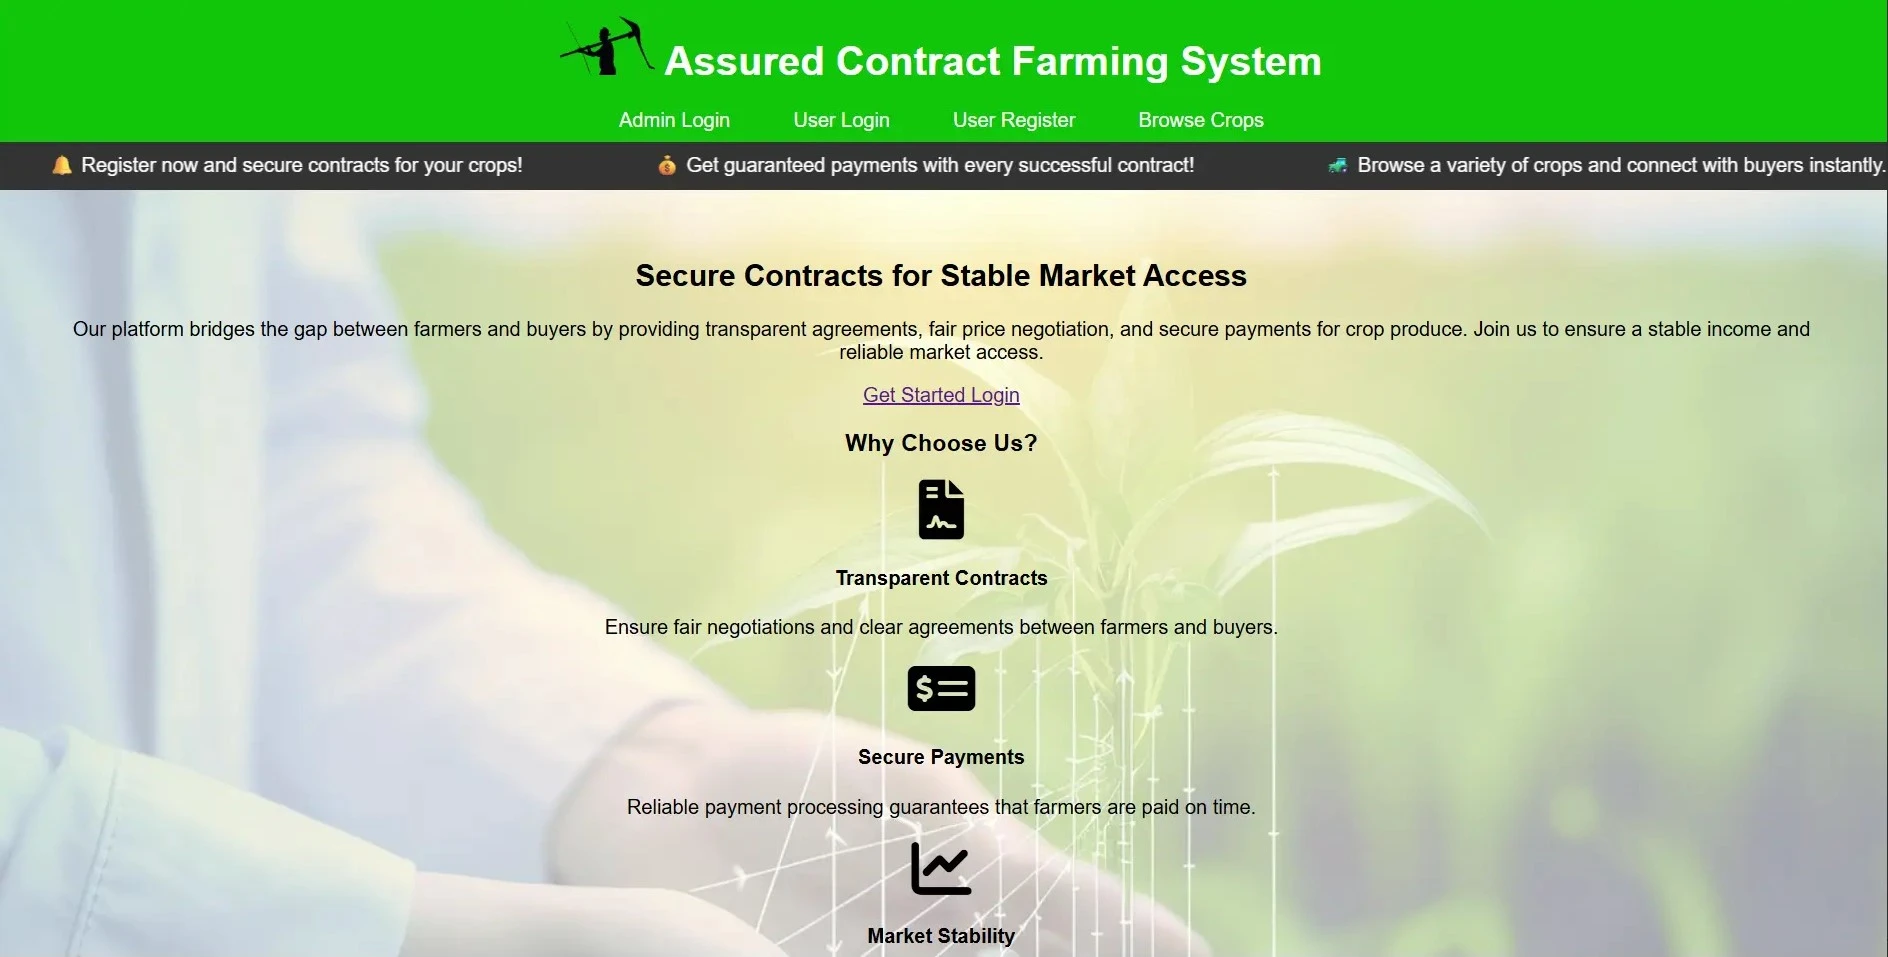 Assured Contract Farming System
Admin Login User Login User Register Browse Crops
🔔 Register now and secure contracts for your crops! 💰 Get guaranteed payments with every successful contract! 🚜 Browse a variety of crops and connect with buyers instantly.
Secure Contracts for Stable Market Access
Our platform bridges the gap between farmers and buyers by providing transparent agreements, fair price negotiation, and secure payments for crop produce. Join us to ensure a stable income and
reliable market access.
Get Started Login
Why Choose Us?
Transparent Contracts
Ensure fair negotiations and clear agreements between farmers and buyers.
Secure Payments
Reliable payment processing guarantees that farmers are paid on time.
Market Stability